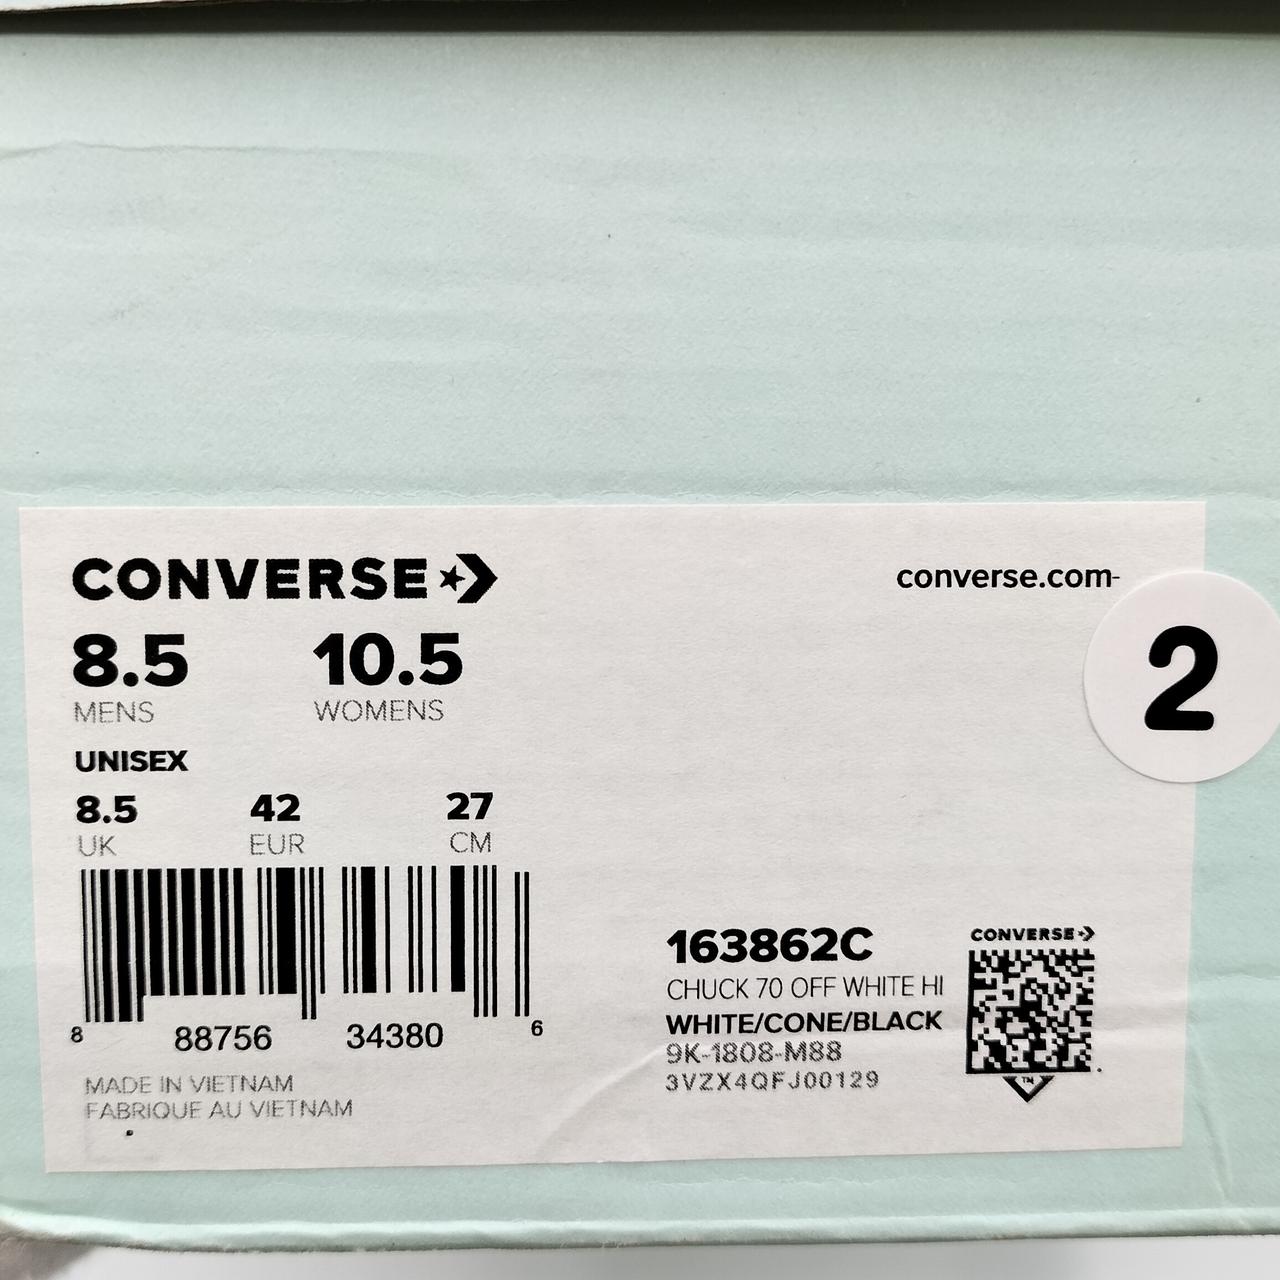 CONVERSE
converse.com
8.5 10.5
MENS WOMENS
2
UNISEX
8.5 42 27
UK EUR CM
8 88756 34380 6
MADE IN VIETNAM
FABRIQUE AU VIETNAM
163862C
CHUCK 70 OFF WHITE HI
WHITE/CONE/BLACK
9K-1808-M88
3VZX4QFJ00129
CONVERSE
TM